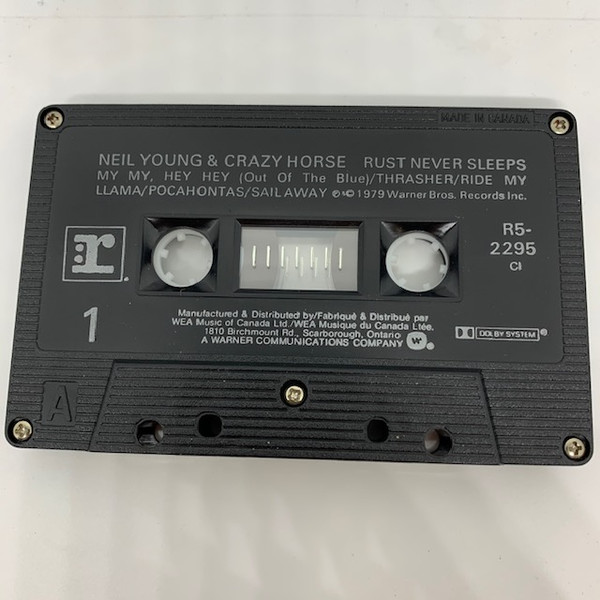 MADE IN CANADA
NEIL YOUNG & CRAZY HORSE RUST NEVER SLEEPS
MY MY, HEY HEY (Out Of The Blue)/THRASHER/RIDE MY
LLAMA/POCAHONTAS/SAIL AWAY ℗ © 1979 Warner Bros. Records Inc.
r
R5-
2295
CI
1
Manufactured & Distributed by/Fabriqué & Distribué par
WEA Music of Canada Ltd./WEA Musique du Canada Ltée.
1810 Birchmount Rd., Scarborough, Ontario
A WARNER COMMUNICATIONS COMPANY
DOLBY SYSTEM ®
A